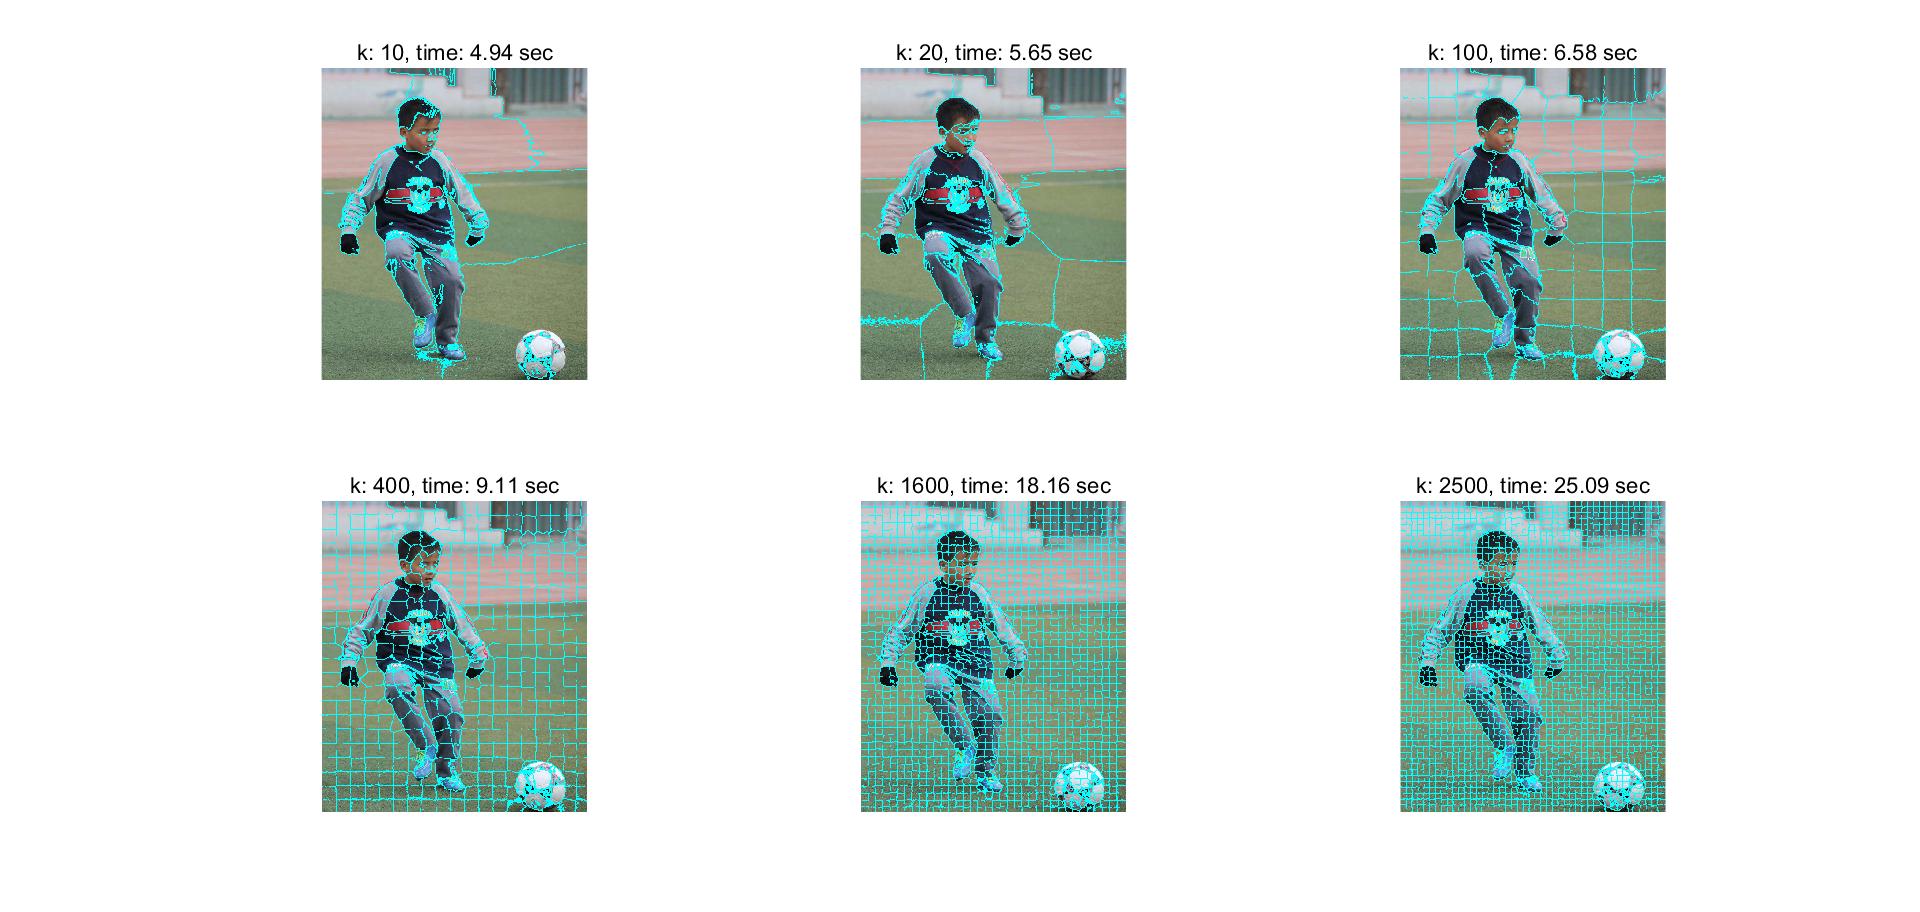 k: 10, time: 4.94 sec
k: 20, time: 5.65 sec
k: 100, time: 6.58 sec
k: 400, time: 9.11 sec
k: 1600, time: 18.16 sec
k: 2500, time: 25.09 sec